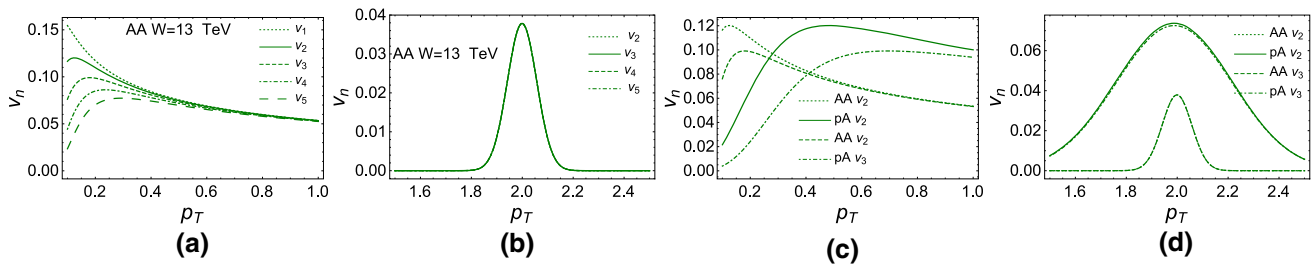 AA W=13 TeV
v1
v2
v3
v4
v5
0.15
0.10
0.05
0.00
vn
0.2 0.4 0.6 0.8 1.0
pT
(a)
AA W=13 TeV
v2
v3
v4
v5
0.04
0.03
0.02
0.01
0.00
vn
1.6 1.8 2.0 2.2 2.4
pT
(b)
0.12
0.10
0.08
0.06
0.04
0.02
0.00
vn
AA v2
pA v2
AA v2
pA v3
0.2 0.4 0.6 0.8 1.0
pT
(c)
AA v2
pA v2
AA v3
pA v3
0.06
0.04
0.02
0.00
vn
1.6 1.8 2.0 2.2 2.4
pT
(d)